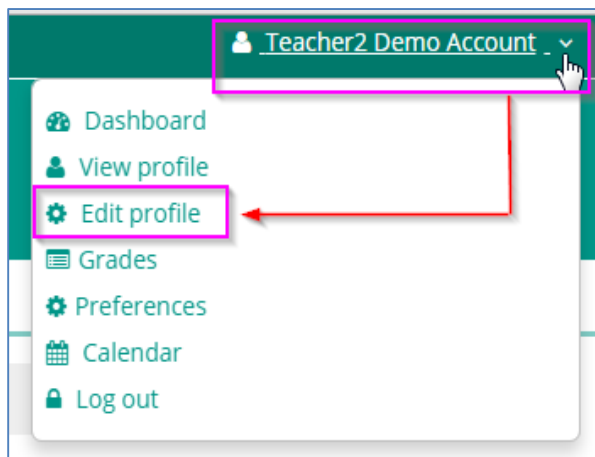 Teacher2 Demo Account
Dashboard
View profile
Edit profile
Grades
Preferences
Calendar
Log out